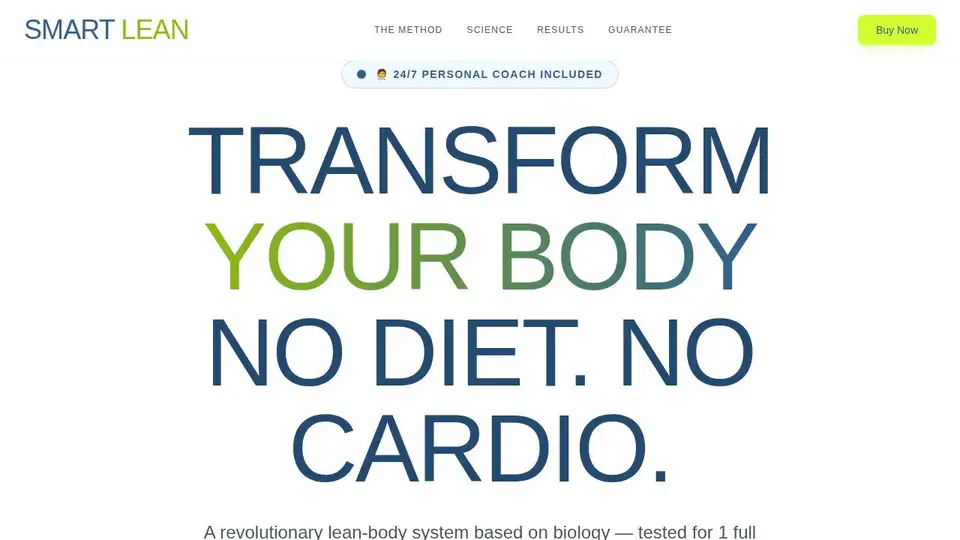 SMART LEAN
THE METHOD
SCIENCE
RESULTS
GUARANTEE
Buy Now
24/7 PERSONAL COACH INCLUDED
TRANSFORM
YOUR BODY
NO DIET. NO
CARDIO.
A revolutionary lean-body system based on biology — tested for 1 full